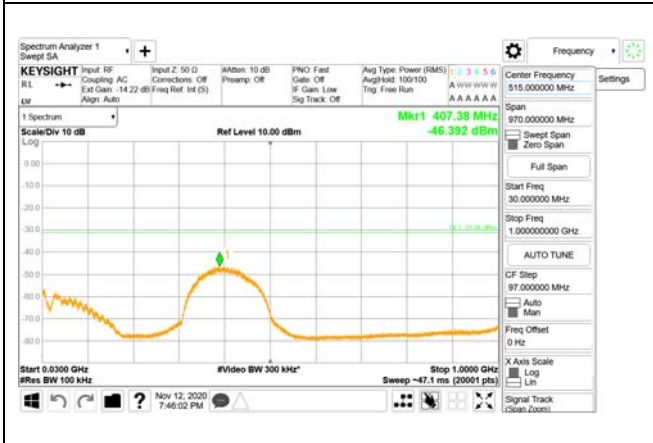 Spectrum Analyzer 1
Swept SA
+
Frequency
KEYSIGHT
Input: RF
Coupling: AC
Ext Gain: -14.22 dB
Align: Auto
Input Z: 50 Ω
Corrections: Off
Freq Ref: Int (S)
#Atten: 10 dB
Preamp: Off
PNO: Fast
Gate: Off
IF Gain: Low
Sig Track: Off
Avg Type: Power (RMS)
Avg|Hold: 100/100
Trig: Free Run
1 2 3 4 5 6
A W W W W W
A A A A A A
RL
1 Spectrum
Scale/Div 10 dB
Log
Ref Level 10.00 dBm
Mkr1 407.38 MHz
-46.392 dBm
0.00
-10.0
-20.0
-30.0
-40.0
-50.0
-60.0
-70.0
-80.0
1
Start 0.0300 GHz
#Res BW 100 kHz
#Video BW 300 kHz*
Stop 1.0000 GHz
Sweep ~47.1 ms (20001 pts)
Nov 12, 2020
7:46:02 PM
?
Center Frequency
515.000000 MHz
Settings
Span
970.000000 MHz
Swept Span
Zero Span
Full Span
Start Freq
30.000000 MHz
Stop Freq
1.000000000 GHz
AUTO TUNE
CF Step
97.000000 MHz
Auto
Man
Freq Offset
0 Hz
X Axis Scale
Log
Lin
Signal Track
(Span Zoom)